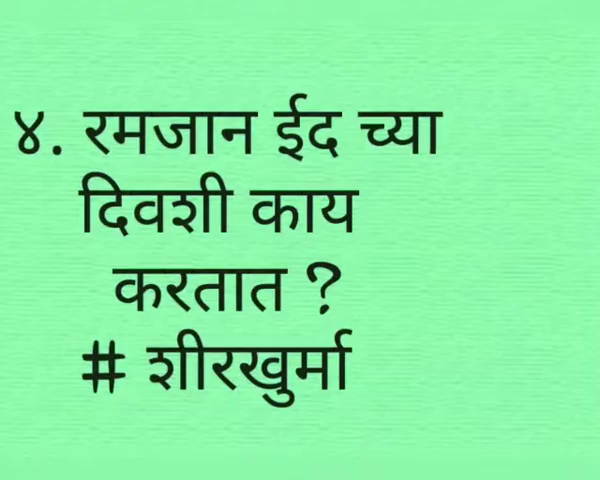 ४. रमजान ईद च्या
दिवशी काय
करतात ?
# शीरखुर्मा